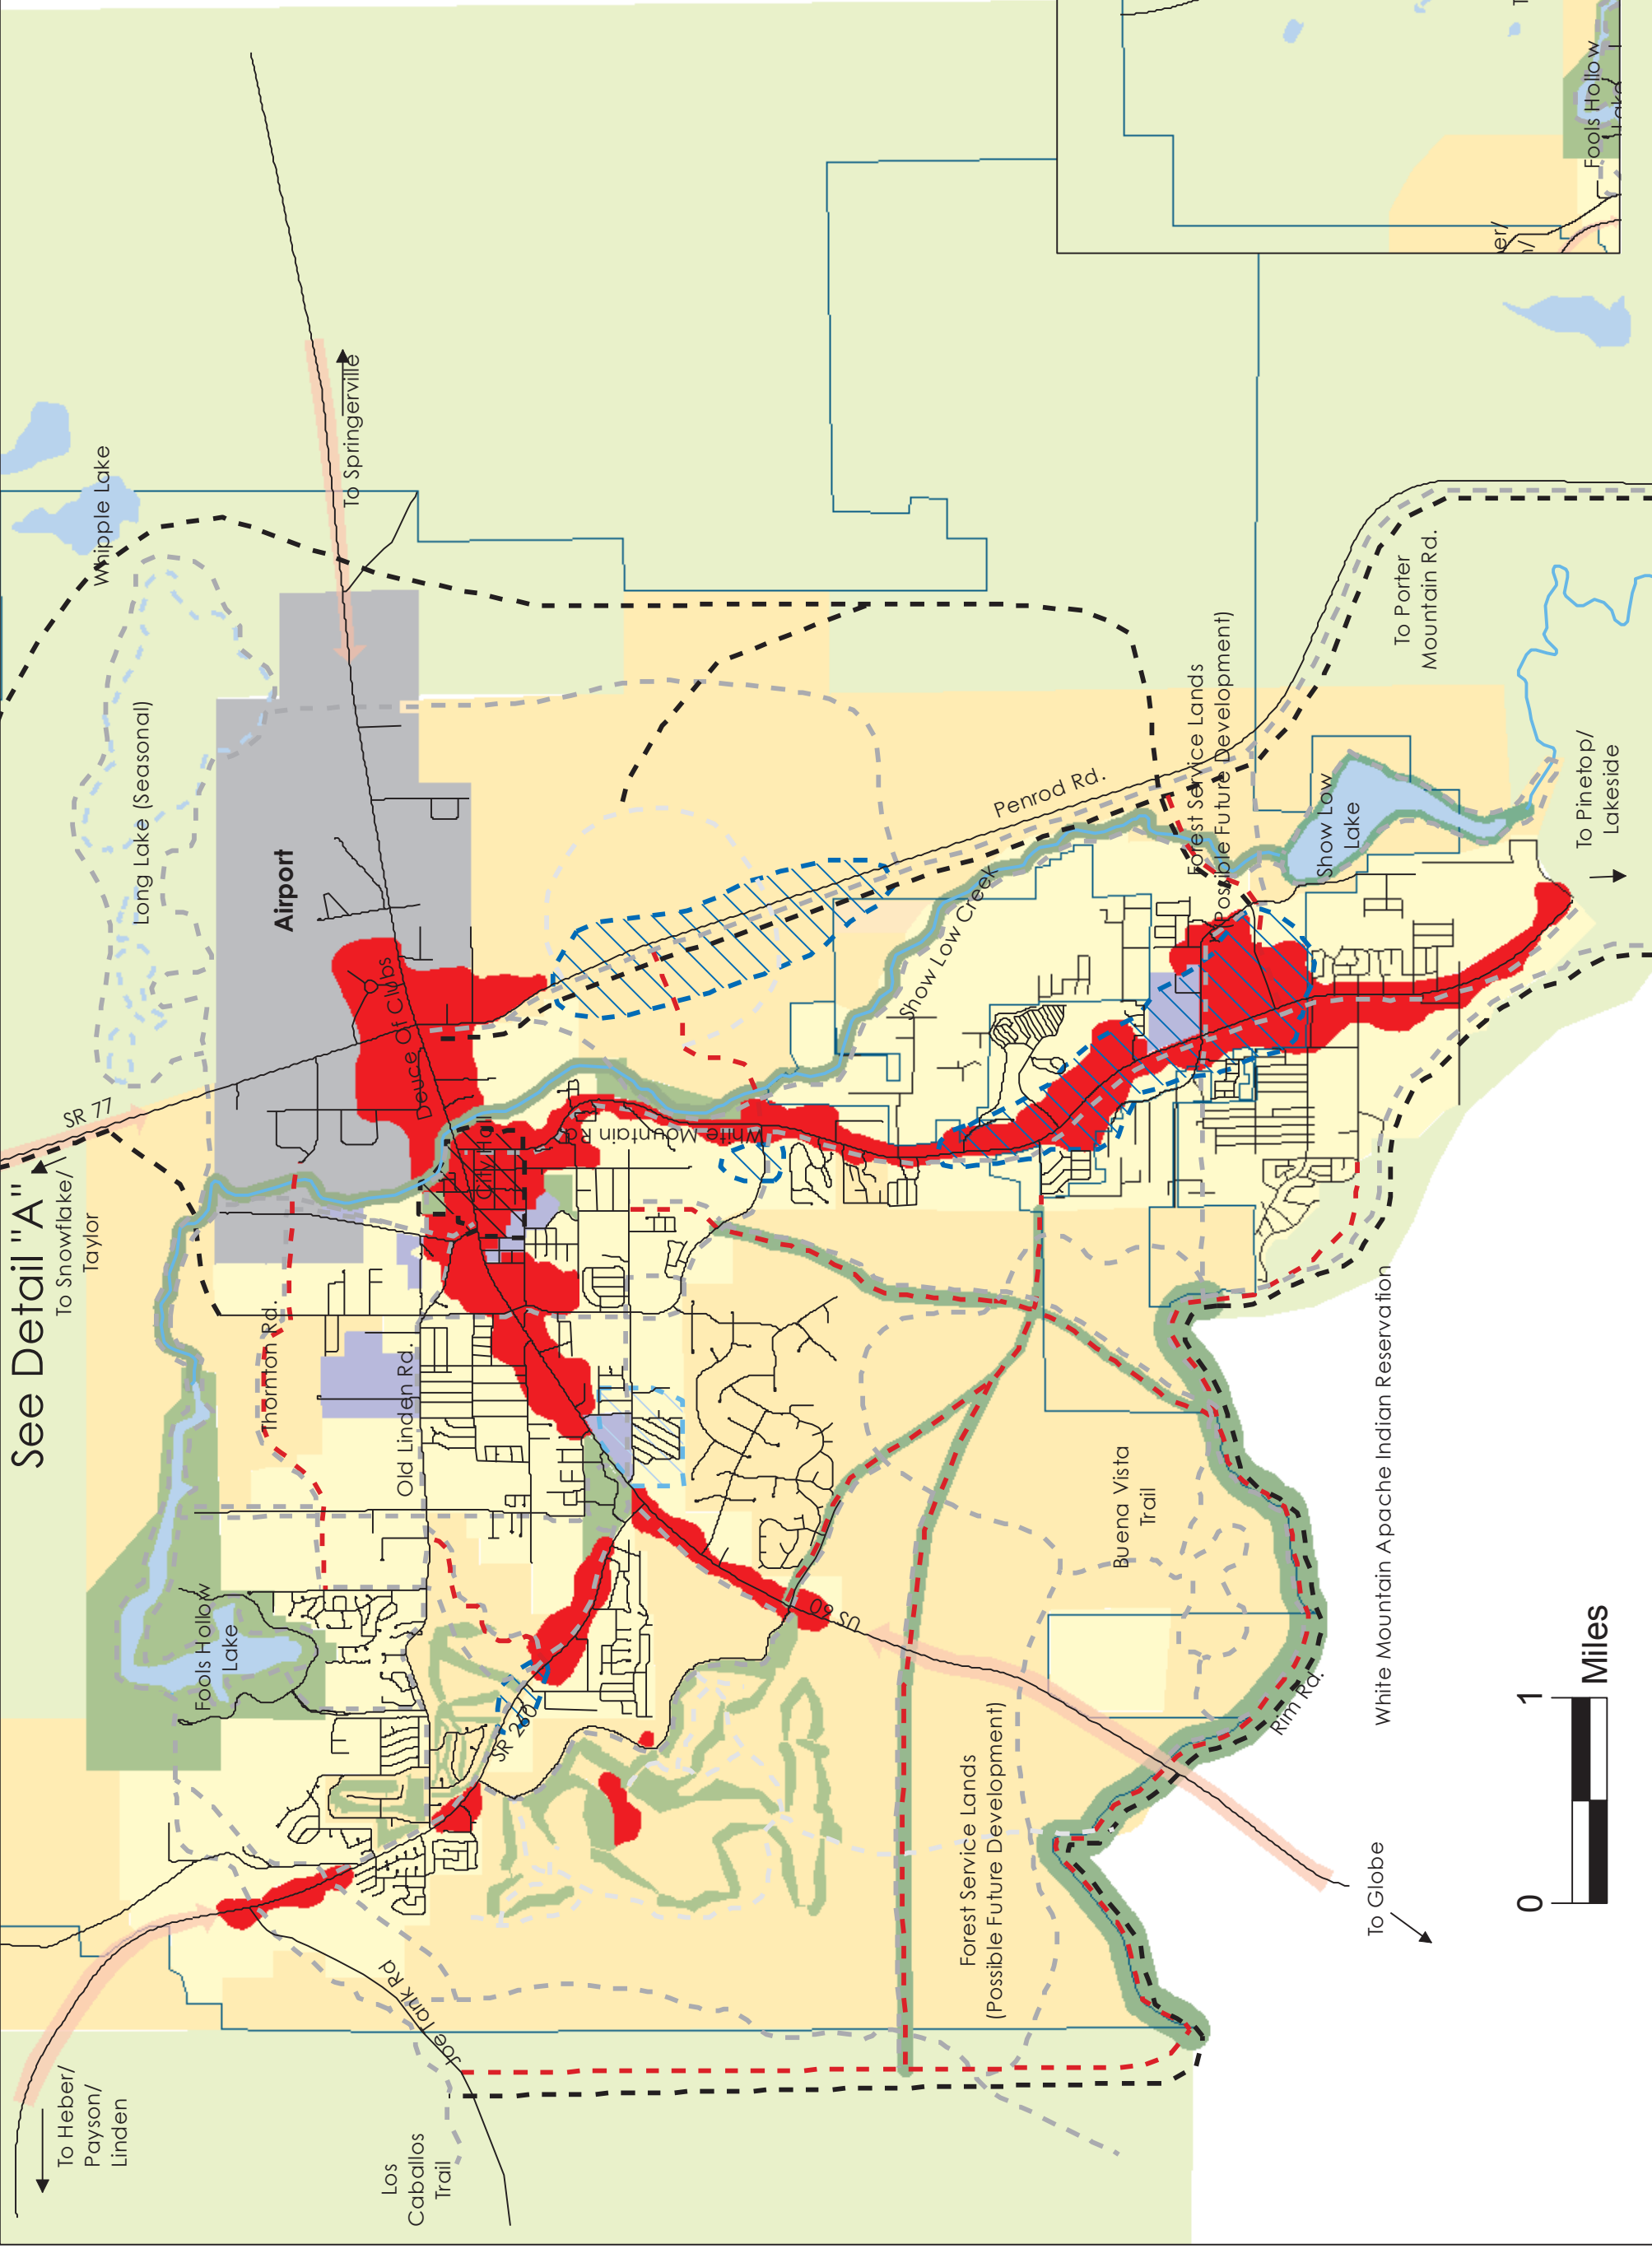 See Detail "A"
To Snowflake/
Taylor
SR 77
Whipple Lake
Long Lake (Seasonal)
To Springerville
Airport
Deuce Of Clubs
City Hall
Thornton Rd.
Old Linden Rd.
Fools Hollow
Lake
To Heber/
Payson/
Linden
Los
Caballos
Trail
Joe Tank Rd
SR 260
US 60
White Mountain Rd.
Show Low Creek
Penrod Rd.
Forest Service Lands
(Possible Future Development)
Show Low
Lake
To Porter
Mountain Rd.
To Pinetop/
Lakeside
Buena Vista
Trail
Forest Service Lands
(Possible Future Development)
Rim Rd.
White Mountain Apache Indian Reservation
To Globe
0 1
Miles
Fools Hollow
Lake
er/
n/